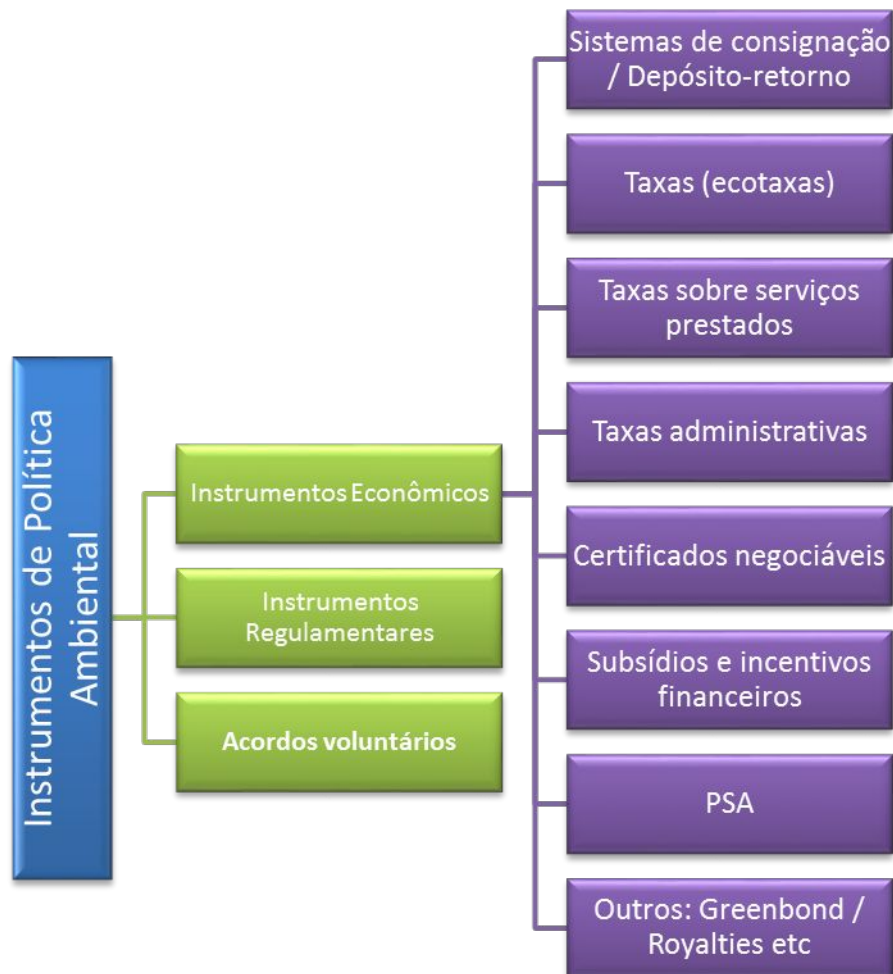 Instrumentos de Política
Ambiental
Instrumentos Econômicos
Instrumentos
Regulamentares
Acordos voluntários
Sistemas de consignação
/ Depósito-retorno
Taxas (ecotaxas)
Taxas sobre serviços
prestados
Taxas administrativas
Certificados negociáveis
Subsídios e incentivos
financeiros
PSA
Outros: Greenbond /
Royalties etc